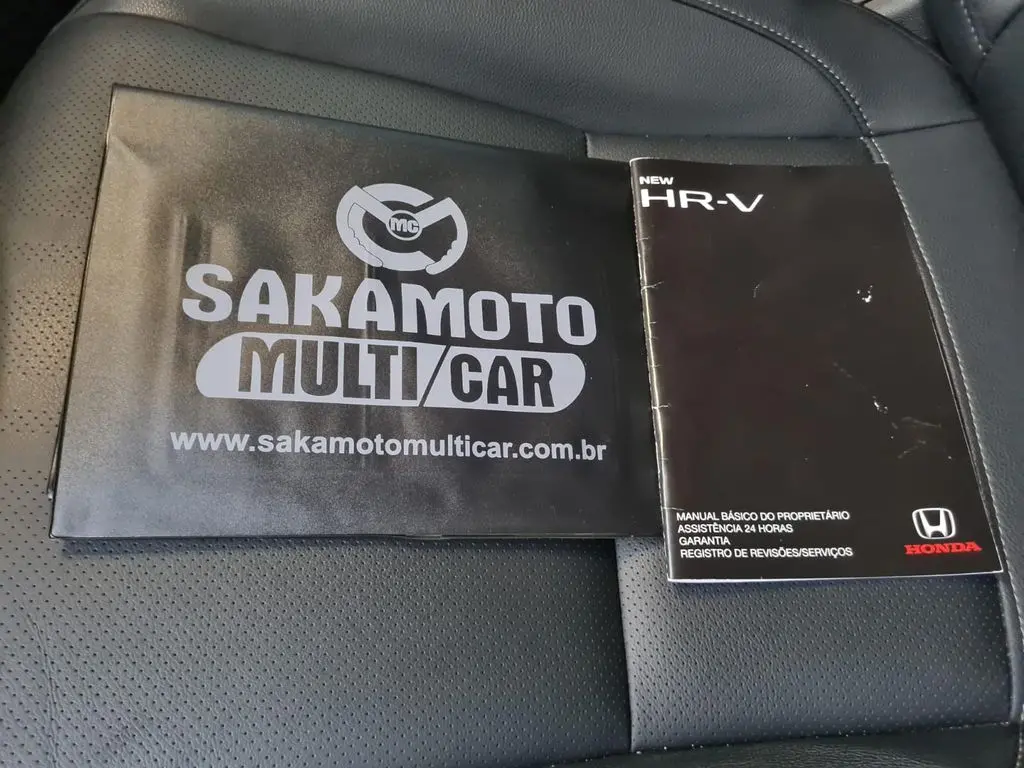 MC
SAKAMOTO
MULTI/CAR
www.sakamotomulticar.com.br
NEW
HR-V
MANUAL BÁSICO DO PROPRIETÁRIO
ASSISTÊNCIA 24 HORAS
GARANTIA
REGISTRO DE REVISÕES/SERVIÇOS
HONDA